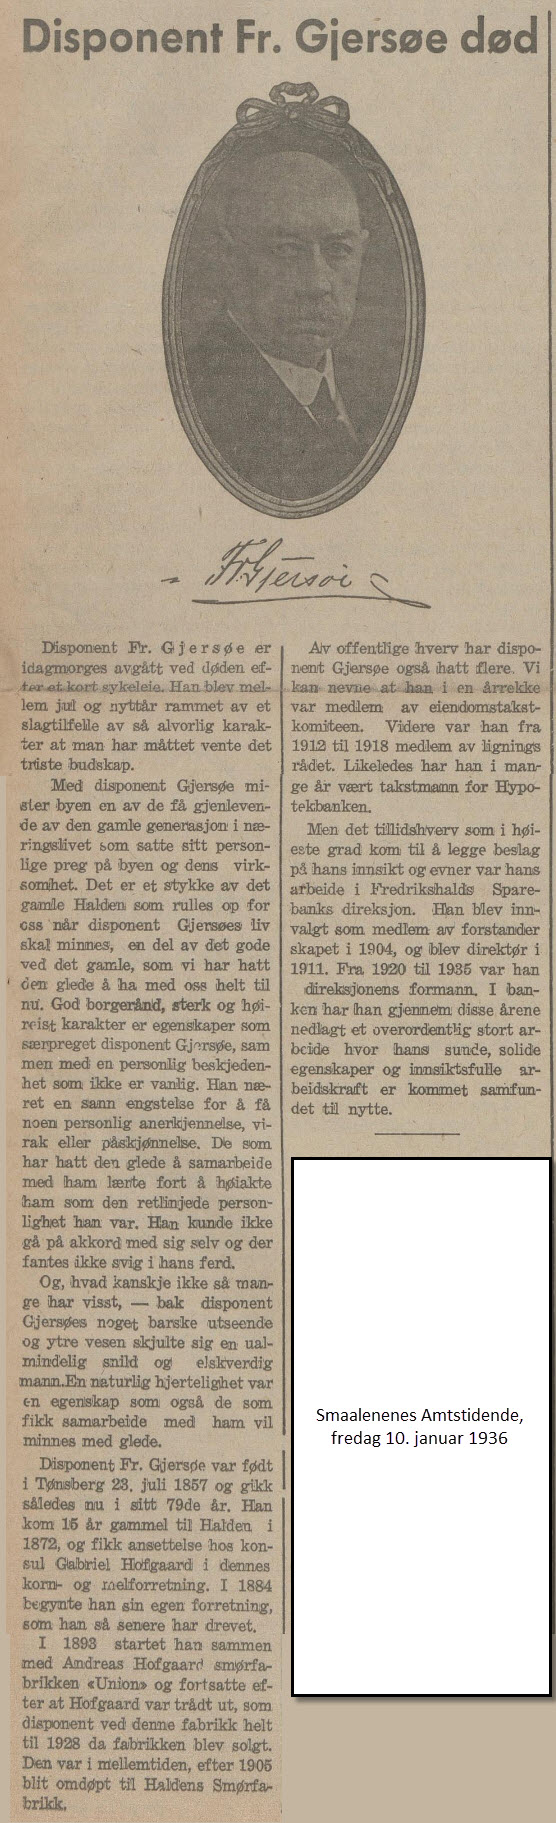 Disponent Fr. Gjersøe død
Fr. Gjersøe
Disponent Fr. Gjersøe er
idagmorges avgått ved døden ef-
ter et kort sykeleie. Han blev mel-
lem jul og nyttår rammet av et
slagtilfelle av så alvorlig karak-
ter at man har måttet vente det
triste budskap.
Med disponent Gjersøe mi-
ster byen en av de få gjenleven-
de av den gamle generasjon i næ-
ringslivet som satte sitt person-
lige preg på byen og dens virk-
somhet. Det er et stykke av det
gamle Halden som rulles op for
oss når disponent Gjersøes liv
skal minnes, en del av det gode
ved det gamle, som vi har hatt
den glede å ha med oss helt til
nu. God borgerånd, sterk og høi-
reist karakter er egenskaper som
særpreget disponent Gjersøe, sam
men med en personlig beskjeden-
het som ikke er vanlig. Han næ-
ret en sann engstelse for å få
noen personlig anerkjennelse, vi-
rak eller påskjønnelse. De som
har hatt den glede å samarbeide
med ham lærte fort å høiakte
ham som den retlinjede person-
lighet han var. Han kunde ikke
gå på akkord med sig selv og der
fantes ikke svig i hans ferd.
Og, hvad kanskje ikke så man-
ge har visst, — bak disponent
Gjersøes noget barske utseende
og ytre vesen skjulte sig en ual-
mindelig snild og elskverdig
mann.En naturlig hjertelighet var
en egenskap som også de som
fikk samarbeide med ham vil
minnes med glede.
Disponent Fr. Gjersøe var født
i Tønsberg 23. juli 1857 og gikk
således nu i sitt 79de år. Han
kom 15 år gammel til Halden i
1872, og fikk ansettelse hos kon-
sul Gabriel Hofgaard i dennes
korn- og melforretning. I 1884
begynte han sin egen forretning,
som han så senere har drevet.
I 1893 startet han sammen
med Andreas Hofgaard smørfa-
brikken «Union» og fortsatte ef-
ter at Hofgaard var trådt ut, som
disponent ved denne fabrikk helt
til 1928 da fabrikken blev solgt.
Den var i mellemtiden, efter 1905
blit omdøpt til Haldens Smørfa-
brikk.
Av offentlige hverv har dispo-
nent Gjersøe også hatt flere. Vi
kan nevne at han i en årrekke
var medlem av eiendomstakst-
komiteen. Videre var han fra
1912 til 1918 medlem av lignings
rådet. Likeledes har han i man-
ge år vært takstmann for Hypo-
tekbanken.
Men det tillidshverv som i høi-
este grad kom til å legge beslag
på hans innsikt og evner var hans
arbeide i Fredrikshalds Spare-
banks direksjon. Han blev inn-
valgt som medlem av forstander
skapet i 1904, og blev direktør i
1911. Fra 1920 til 1935 var han
direksjonens formann. I ban-
ken har han gjennem disse årene
nedlagt et overordentlig stort ar-
beide hvor hans sunde, solide
egenskaper og innsiktsfulle ar-
beidskraft er kommet samfun-
det til nytte.
Smaalenenes Amtstidende,
fredag 10. januar 1936